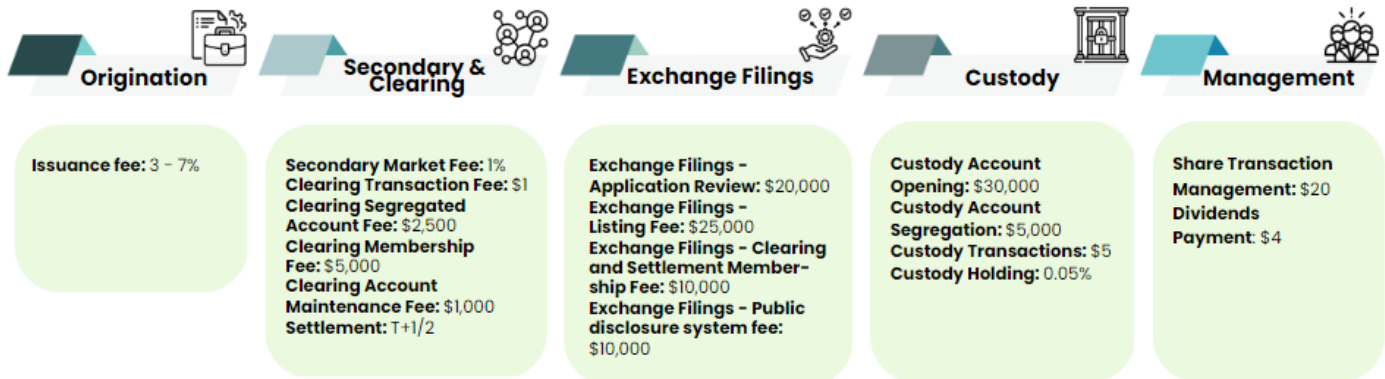 Origination
Issuance fee: 3 - 7%
Secondary &
Clearing
Secondary Market Fee: 1%
Clearing Transaction Fee: $1
Clearing Segregated
Account Fee: $2,500
Clearing Membership
Fee: $5,000
Clearing Account
Maintenance Fee: $1,000
Settlement: T+1/2
Exchange Filings
Exchange Filings -
Application Review: $20,000
Exchange Filings -
Listing Fee: $25,000
Exchange Filings - Clearing
and Settlement Member-
ship Fee: $10,000
Exchange Filings - Public
disclosure system fee:
$10,000
Custody
Custody Account
Opening: $30,000
Custody Account
Segregation: $5,000
Custody Transactions: $5
Custody Holding: 0.05%
Management
Share Transaction
Management: $20
Dividends
Payment: $4